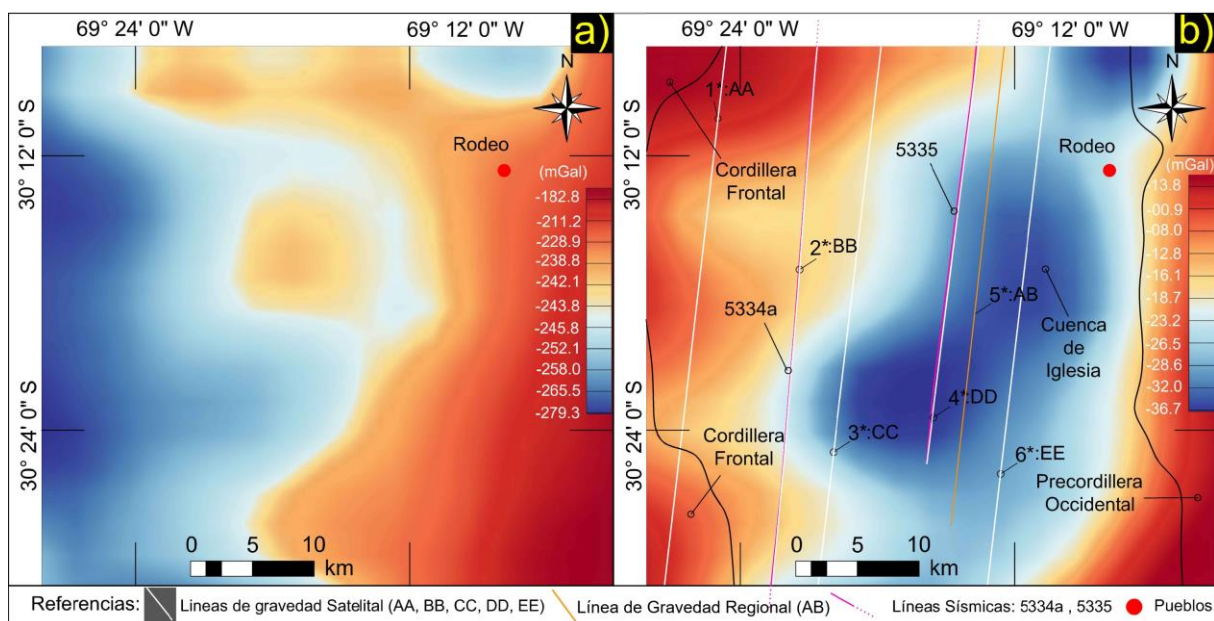 69° 24' 0" W
69° 12' 0" W
a)
N
30° 12' 0" S
30° 24' 0" S
Rodeo
(mGal)
-182.8
-211.2
-228.9
-238.8
-242.1
-243.8
-245.8
-252.1
-258.0
-265.5
-279.3
0 5 10
km
69° 24' 0" W
69° 12' 0" W
b)
N
30° 12' 0" S
30° 24' 0" S
1*:AA
Cordillera
Frontal
5335
Rodeo
(mGal)
-13.8
-00.9
-08.0
-12.8
-16.1
-18.7
-23.2
-26.5
-28.6
-32.0
-36.7
2*:BB
5334a
5*:AB
Cuenca
de
Iglesia
4*:DD
3*:CC
6*:EE
Cordillera
Frontal
Precordillera
Occidental
0 5 10
km
Referencias: Lineas de gravedad Satelital (AA, BB, CC, DD, EE) Línea de Gravedad Regional (AB) Líneas Sísmicas: 5334a , 5335 Pueblos